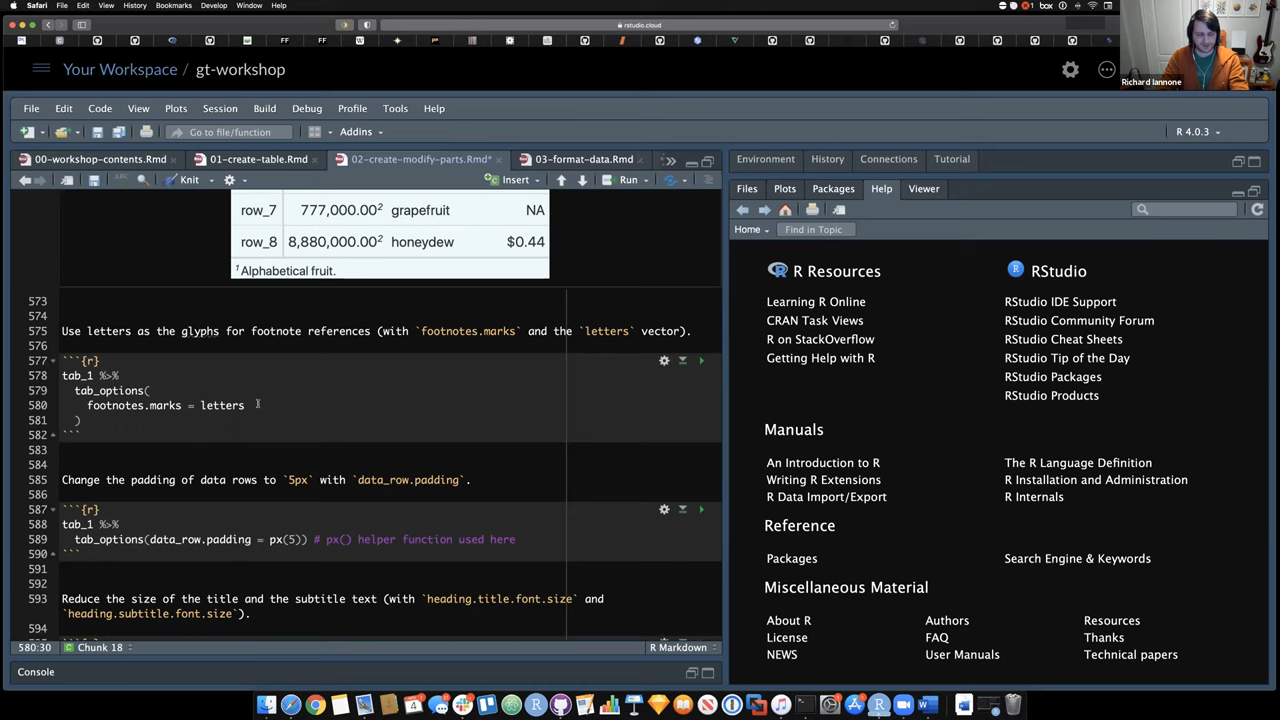 Safari File Edit View History Bookmarks Develop Window Help
box
rstudio.cloud
FF FF
Your Workspace / gt-workshop
Richard Iannone
File Edit Code View Plots Session Build Debug Profile Tools Help
Go to file/function
Addins
R 4.0.3
00-workshop-contents.Rmd 01-create-table.Rmd 02-create-modify-parts.Rmd* 03-format-data.Rmd
Knit
Insert
Run
row_7 777,000.00² grapefruit NA
row_8 8,880,000.00² honeydew $0.44
¹ Alphabetical fruit.
573
574
575 Use letters as the glyphs for footnote references (with `footnotes.marks` and the `letters` vector).
576
577 ```{r}
578 tab_1 %>%
579 tab_options(
580 footnotes.marks = letters
581 )
582 ```
583
584
585 Change the padding of data rows to `5px` with `data_row.padding`.
586
587 ```{r}
588 tab_1 %>%
589 tab_options(data_row.padding = px(5)) # px() helper function used here
590 ```
591
592
593 Reduce the size of the title and the subtitle text (with `heading.title.font.size` and
`heading.subtitle.font.size`).
594
580:30 Chunk 18 R Markdown
Console
Environment History Connections Tutorial
Files Plots Packages Help Viewer
Home Find in Topic
R Resources
Learning R Online
CRAN Task Views
R on StackOverflow
Getting Help with R
RStudio
RStudio IDE Support
RStudio Community Forum
RStudio Cheat Sheets
RStudio Tip of the Day
RStudio Packages
RStudio Products
Manuals
An Introduction to R
Writing R Extensions
R Data Import/Export
The R Language Definition
R Installation and Administration
R Internals
Reference
Packages
Search Engine & Keywords
Miscellaneous Material
About R
License
NEWS
Authors
FAQ
User Manuals
Resources
Thanks
Technical papers